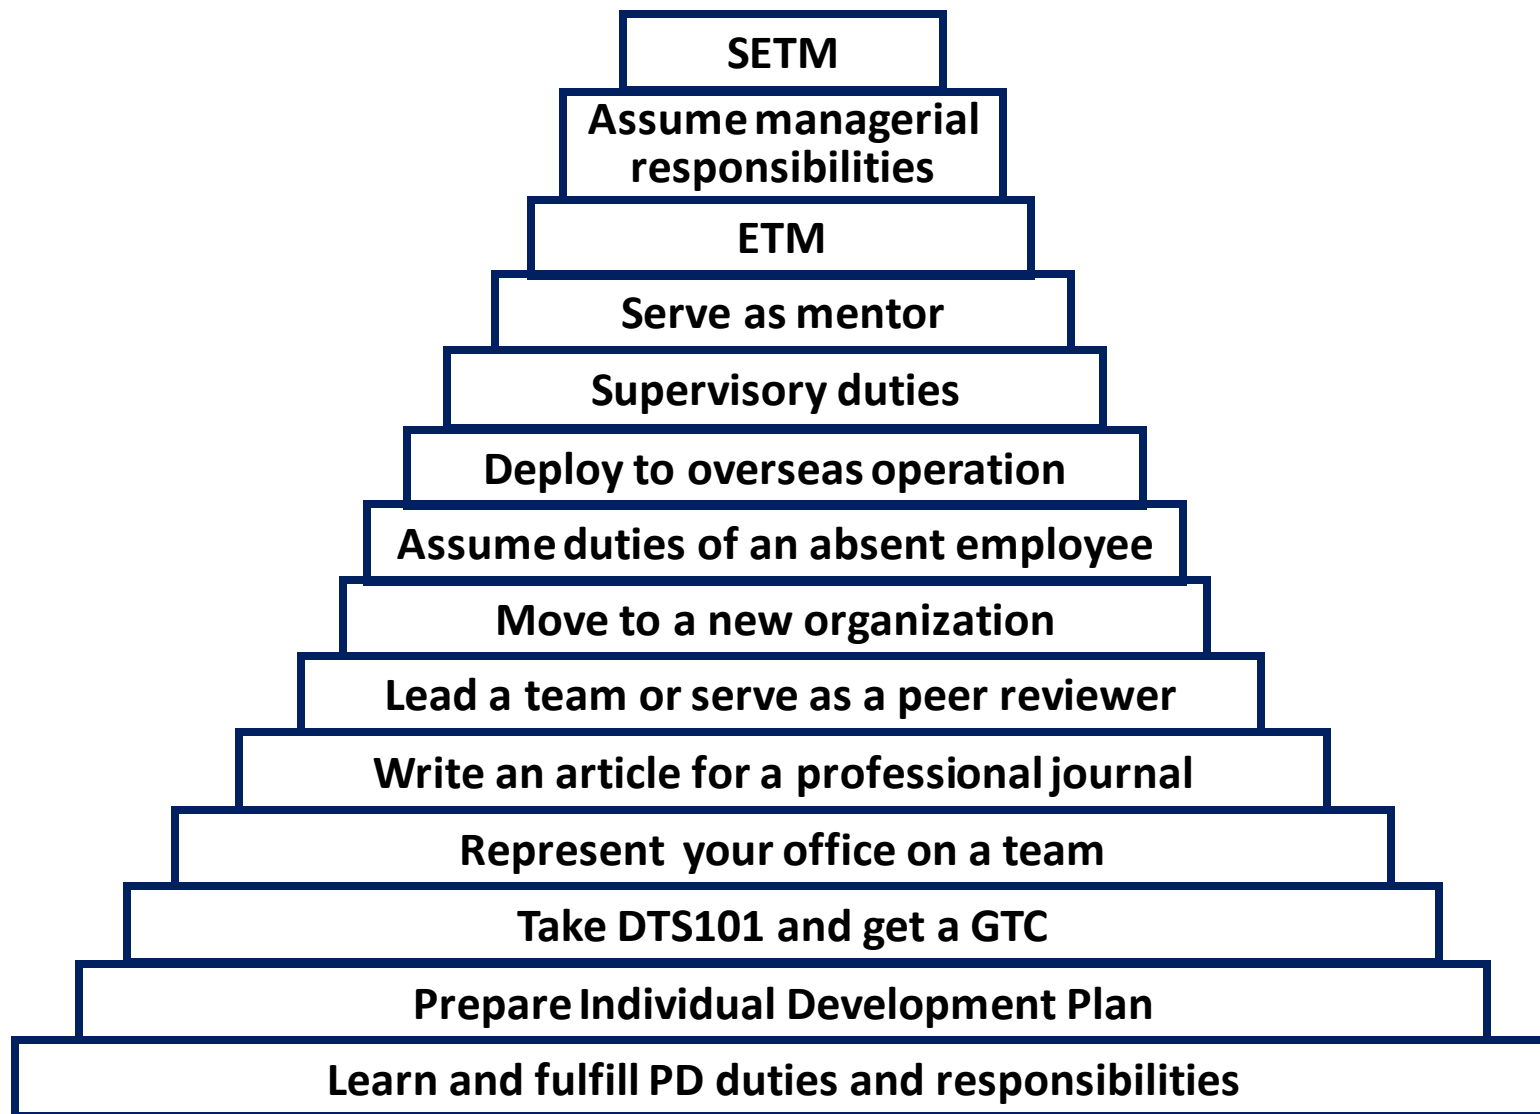 SETM
Assume managerial
responsibilities
ETM
Serve as mentor
Supervisory duties
Deploy to overseas operation
Assume duties of an absent employee
Move to a new organization
Lead a team or serve as a peer reviewer
Write an article for a professional journal
Represent your office on a team
Take DTS101 and get a GTC
Prepare Individual Development Plan
Learn and fulfill PD duties and responsibilities